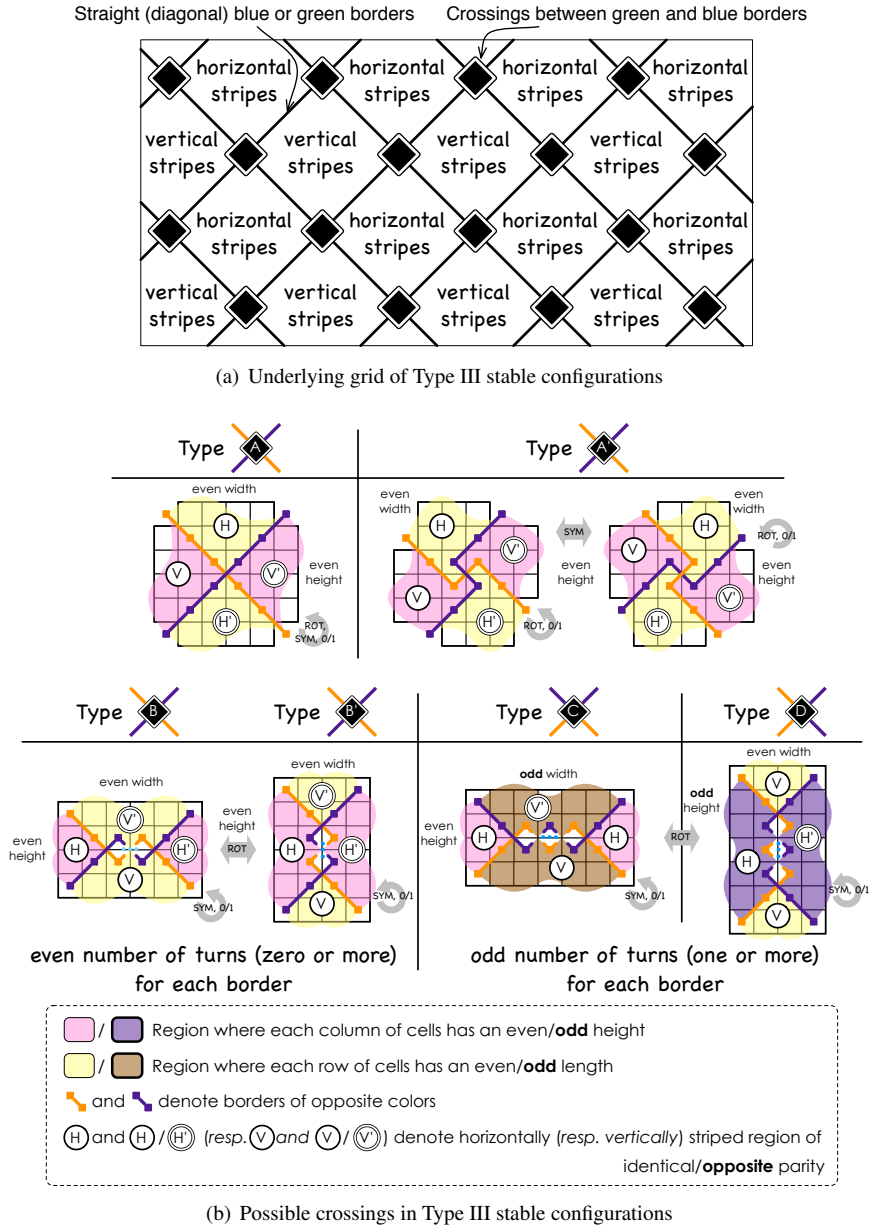 Straight (diagonal) blue or green borders
Crossings between green and blue borders
horizontal stripes horizontal stripes horizontal stripes horizontal stripes
vertical stripes vertical stripes vertical stripes vertical stripes
horizontal stripes horizontal stripes horizontal stripes horizontal stripes
vertical stripes vertical stripes vertical stripes vertical stripes
(a) Underlying grid of Type III stable configurations
Type A
Type A'
even width
H
V
V'
H'
even height
ROT, SYM, 0/1
even width
H
V'
V
H'
even height
ROT, 0/1
SYM
even width
H
V
V'
H'
even height
ROT, 0/1
Type B
Type B'
Type C
Type D
even width
even height
V'
H
H'
V
SYM, 0/1
even height
ROT
even width
V'
H
H'
V
SYM, 0/1
odd width
even height
V'
H
H
V
SYM, 0/1
ROT
even width
odd height
V
H'
H
V
SYM, 0/1
even number of turns (zero or more)
for each border
odd number of turns (one or more)
for each border
/ Region where each column of cells has an even/odd height
/ Region where each row of cells has an even/odd length
and denote borders of opposite colors
H and H / H' (resp. V and V / V') denote horizontally (resp. vertically) striped region of
identical/opposite parity
(b) Possible crossings in Type III stable configurations